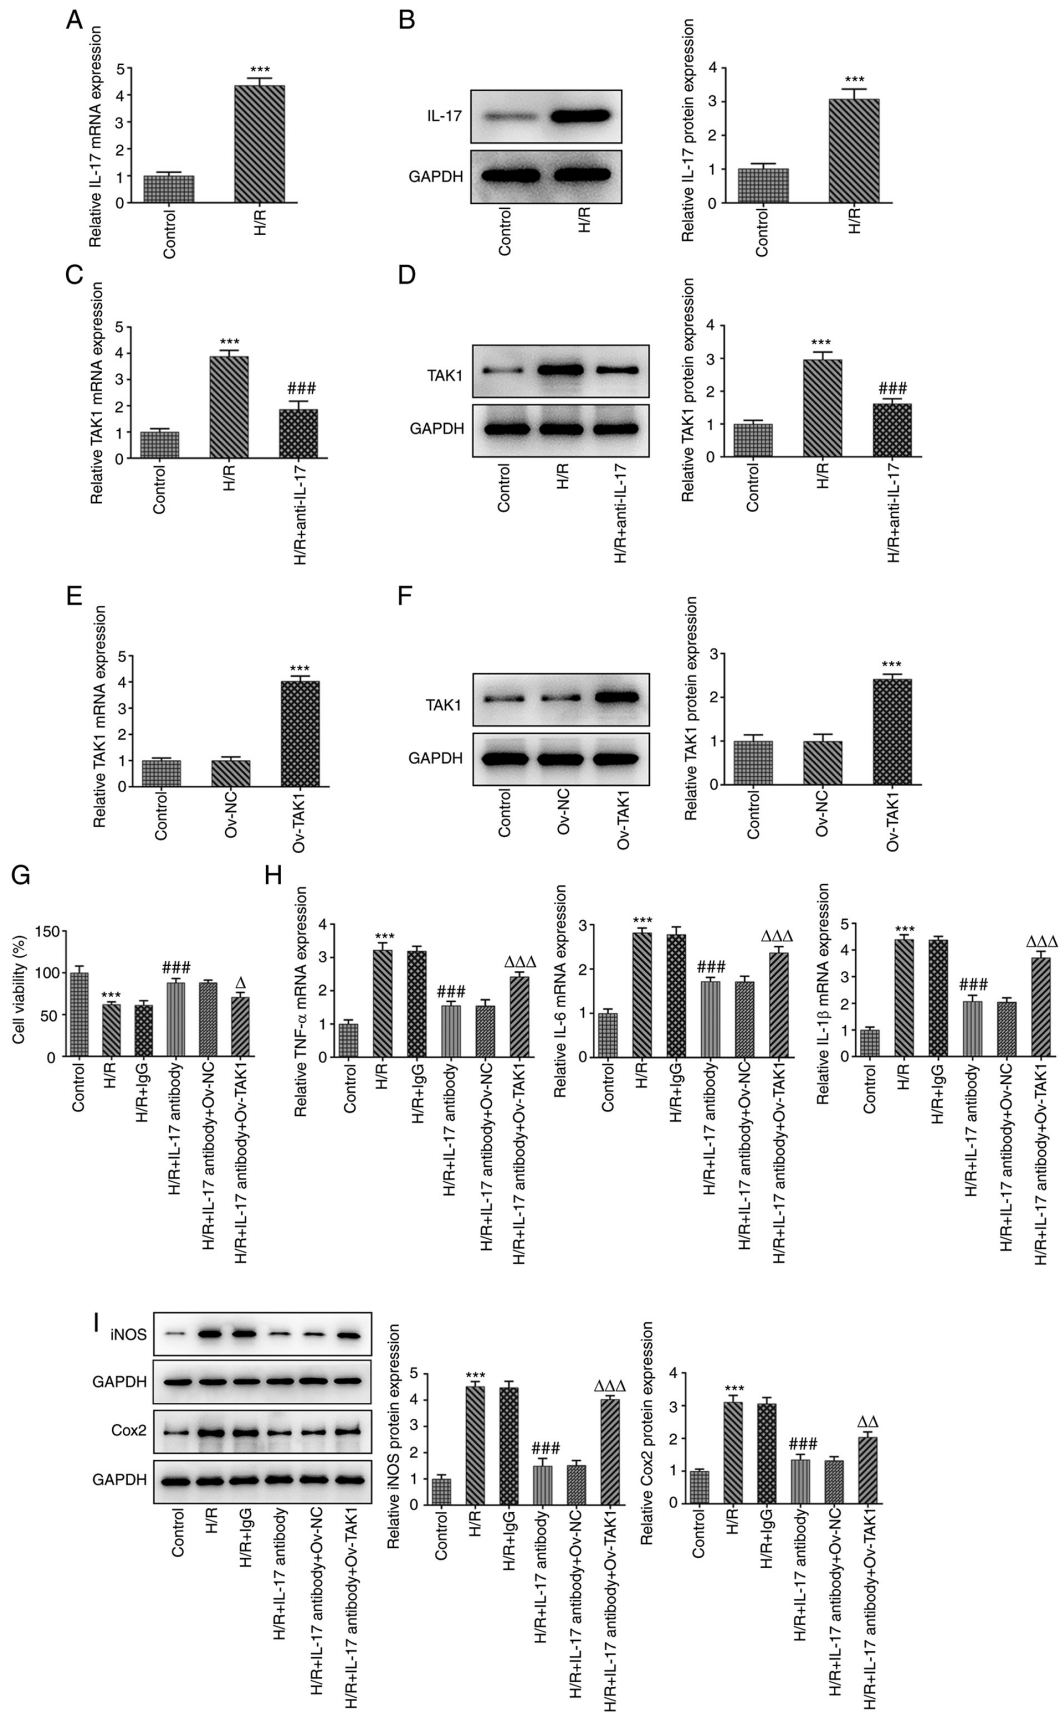 A
Relative IL-17 mRNA expression
5
4
3
2
1
0
***
Control
H/R
B
IL-17
GAPDH
Control
H/R
Relative IL-17 protein expression
4
3
2
1
0
***
Control
H/R
C
Relative TAK1 mRNA expression
5
4
3
2
1
0
***
###
Control
H/R
H/R+anti-IL-17
D
TAK1
GAPDH
Control
H/R
H/R+anti-IL-17
Relative TAK1 protein expression
4
3
2
1
0
***
###
Control
H/R
H/R+anti-IL-17
E
Relative TAK1 mRNA expression
5
4
3
2
1
0
***
Control
Ov-NC
Ov-TAK1
F
TAK1
GAPDH
Control
Ov-NC
Ov-TAK1
Relative TAK1 protein expression
3
2
1
0
***
Control
Ov-NC
Ov-TAK1
G
Cell viability (%)
150
100
50
0
***
###
Δ
Control
H/R
H/R+IgG
H/R+IL-17 antibody
H/R+IL-17 antibody+Ov-NC
H/R+IL-17 antibody+Ov-TAK1
H
Relative TNF-α mRNA expression
4
3
2
1
0
***
###
ΔΔΔ
Control
H/R
H/R+IgG
H/R+IL-17 antibody
H/R+IL-17 antibody+Ov-NC
H/R+IL-17 antibody+Ov-TAK1
Relative IL-6 mRNA expression
3
2
1
0
***
###
ΔΔΔ
Control
H/R
H/R+IgG
H/R+IL-17 antibody
H/R+IL-17 antibody+Ov-NC
H/R+IL-17 antibody+Ov-TAK1
Relative IL-1β mRNA expression
5
4
3
2
1
0
***
###
ΔΔΔ
Control
H/R
H/R+IgG
H/R+IL-17 antibody
H/R+IL-17 antibody+Ov-NC
H/R+IL-17 antibody+Ov-TAK1
I
iNOS
GAPDH
Cox2
GAPDH
Control
H/R
H/R+IgG
H/R+IL-17 antibody
H/R+IL-17 antibody+Ov-NC
H/R+IL-17 antibody+Ov-TAK1
Relative iNOS protein expression
5
4
3
2
1
0
***
###
ΔΔΔ
Control
H/R
H/R+IgG
H/R+IL-17 antibody
H/R+IL-17 antibody+Ov-NC
H/R+IL-17 antibody+Ov-TAK1
Relative Cox2 protein expression
4
3
2
1
0
***
###
ΔΔ
Control
H/R
H/R+IgG
H/R+IL-17 antibody
H/R+IL-17 antibody+Ov-NC
H/R+IL-17 antibody+Ov-TAK1